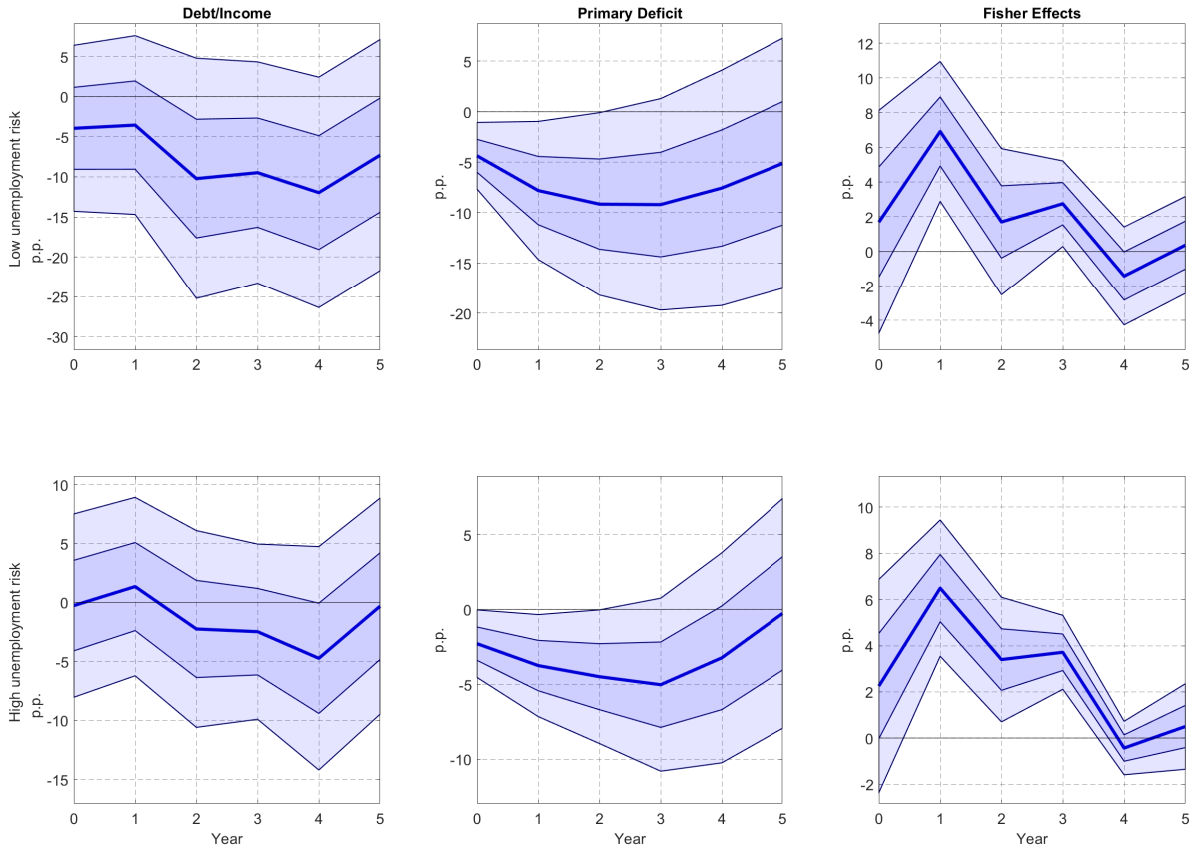 Debt/Income
Primary Deficit
Fisher Effects
Low unemployment risk
p.p.
5
0
-5
-10
-15
-20
-25
-30
0 1 2 3 4 5
p.p.
5
0
-5
-10
-15
-20
0 1 2 3 4 5
p.p.
12
10
8
6
4
2
0
-2
-4
0 1 2 3 4 5
High unemployment risk
p.p.
10
5
0
-5
-10
-15
0 1 2 3 4 5
Year
p.p.
5
0
-5
-10
0 1 2 3 4 5
Year
p.p.
10
8
6
4
2
0
-2
0 1 2 3 4 5
Year